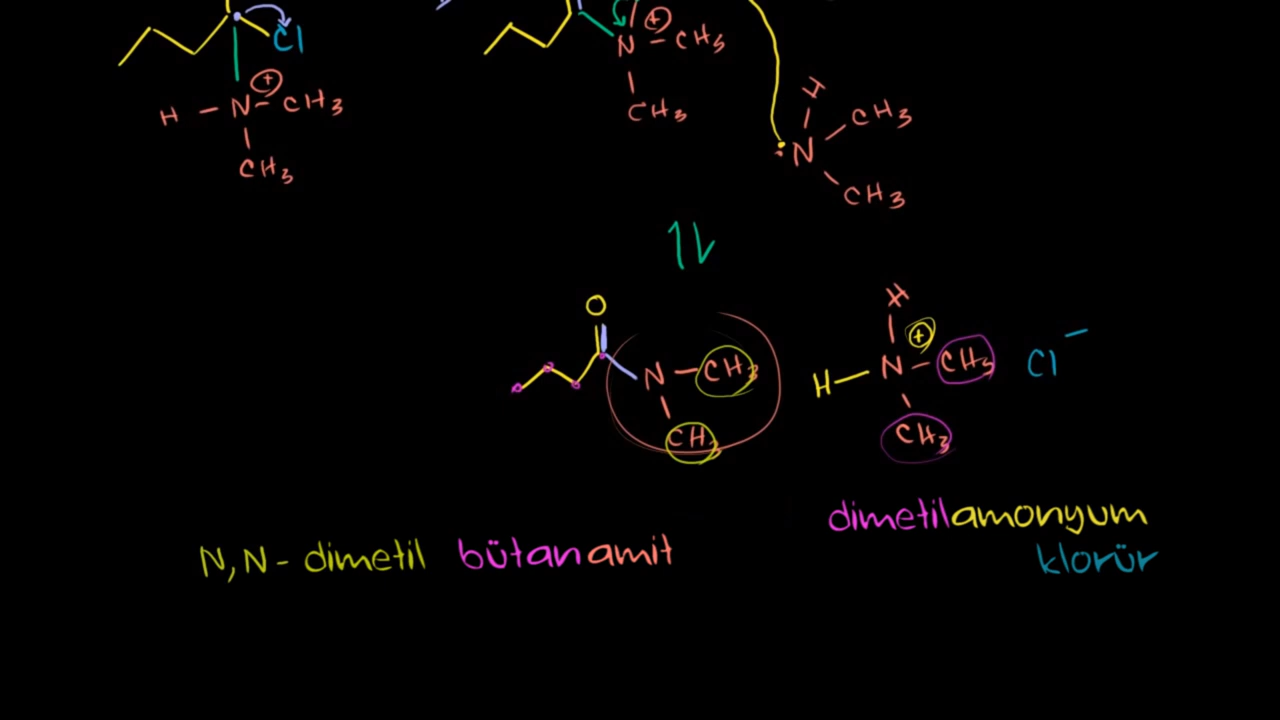 Cl
+
H - N - CH3
CH3
+
N - CH3
CH3
H
: N
CH3
CH3
O
N - CH3
CH3
H
+
H - N - CH3
CH3
Cl -
dimetilamonyum
klorür
N,N- dimetil bütanamit